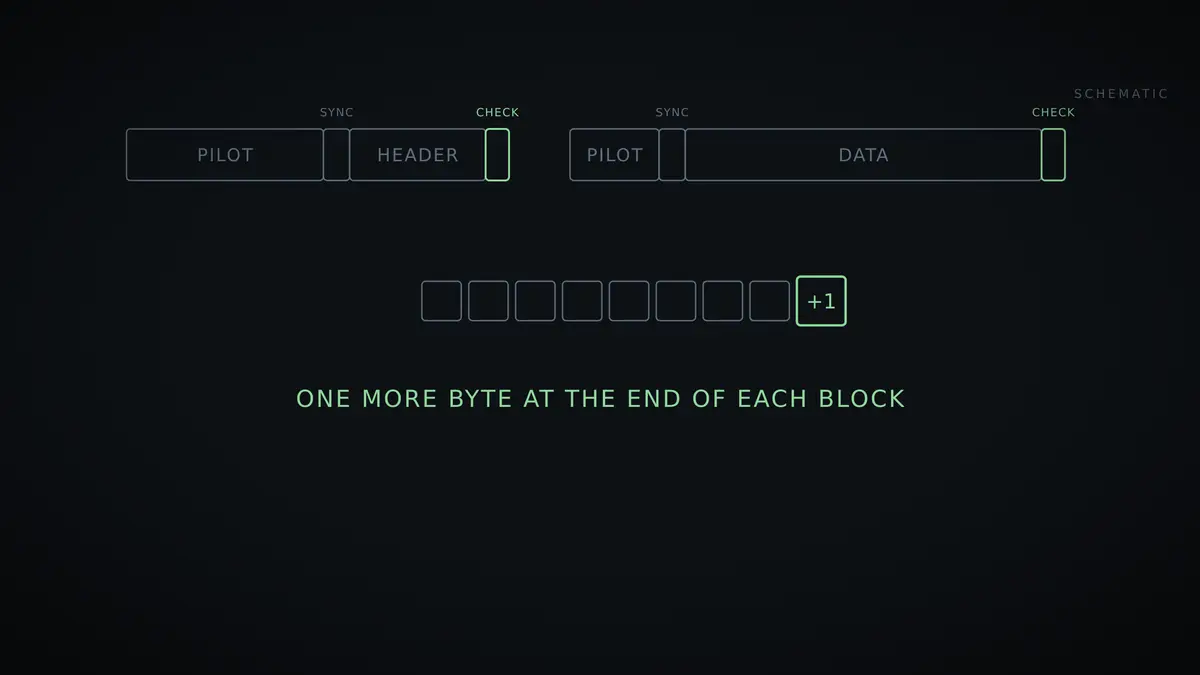 SCHEMATIC
SYNC
CHECK
SYNC
CHECK
PILOT
HEADER
PILOT
DATA
+1
ONE MORE BYTE AT THE END OF EACH BLOCK